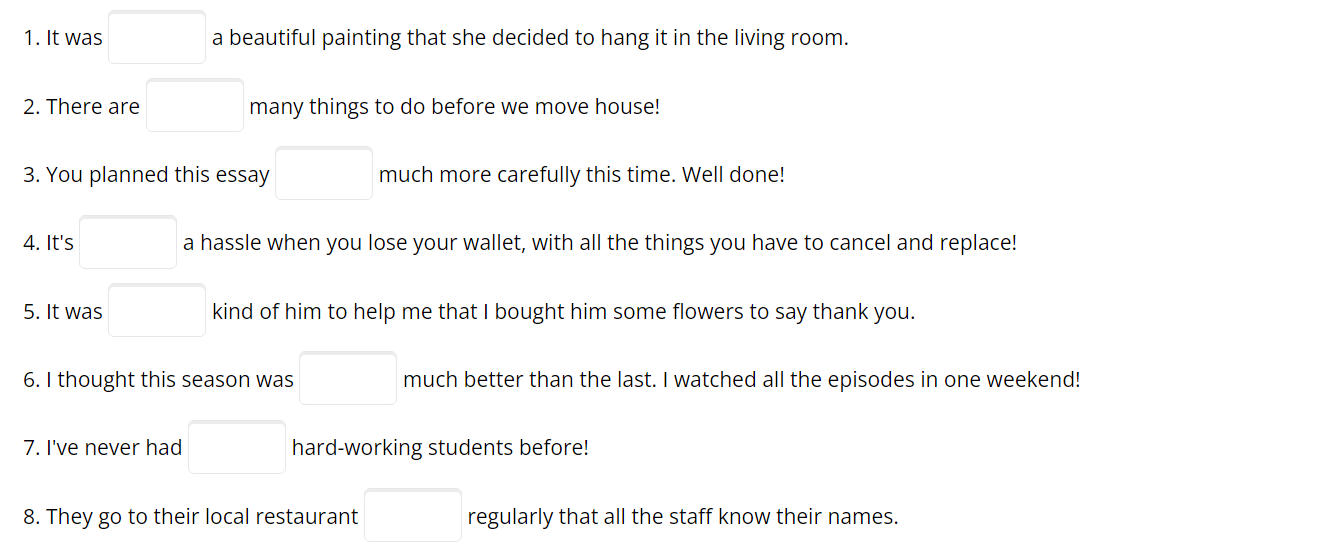 1. It was a beautiful painting that she decided to hang it in the living room.
2. There are many things to do before we move house!
3. You planned this essay much more carefully this time. Well done!
4. It's a hassle when you lose your wallet, with all the things you have to cancel and replace!
5. It was kind of him to help me that I bought him some flowers to say thank you.
6. I thought this season was much better than the last. I watched all the episodes in one weekend!
7. I've never had hard-working students before!
8. They go to their local restaurant regularly that all the staff know their names.